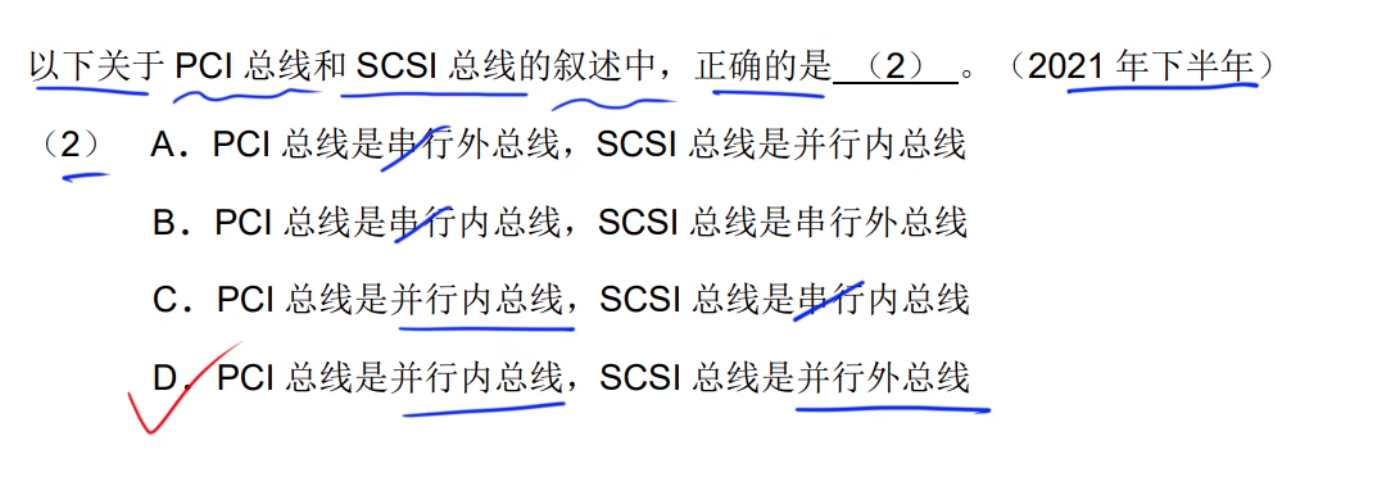 以下关于 PCI 总线和 SCSI 总线的叙述中，正确的是 （2） 。（2021 年下半年）
（2） A．PCI 总线是串行外总线，SCSI 总线是并行内总线
B．PCI 总线是串行内总线，SCSI 总线是串行外总线
C．PCI 总线是并行内总线，SCSI 总线是串行内总线
D．PCI 总线是并行内总线，SCSI 总线是并行外总线